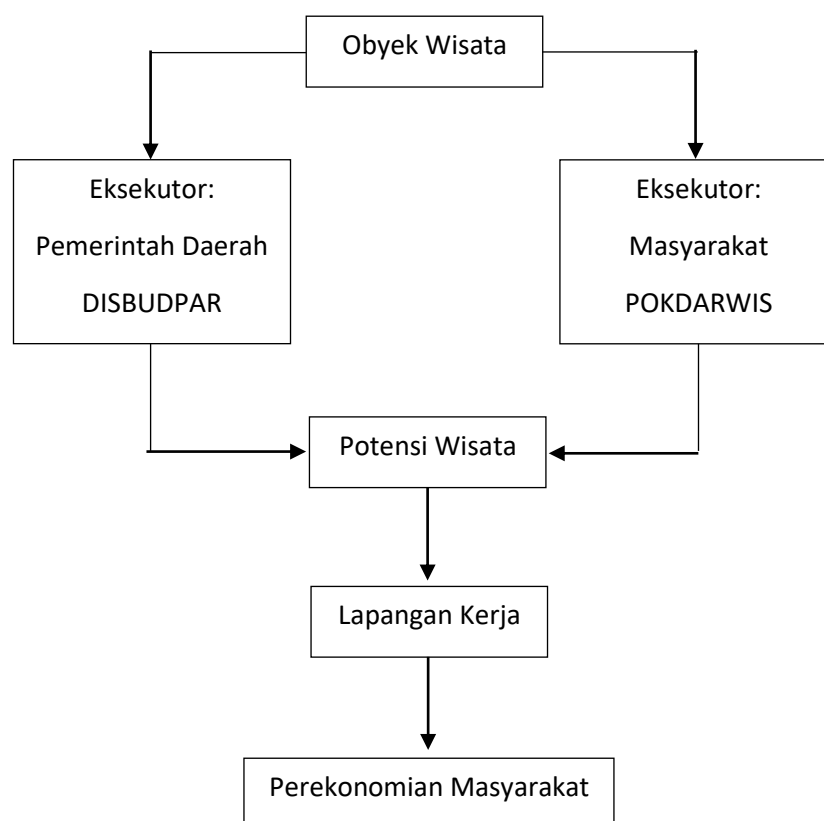 Obyek Wisata
Eksekutor:
Pemerintah Daerah
DISBUDPAR
Eksekutor:
Masyarakat
POKDARWIS
Potensi Wisata
Lapangan Kerja
Perekonomian Masyarakat